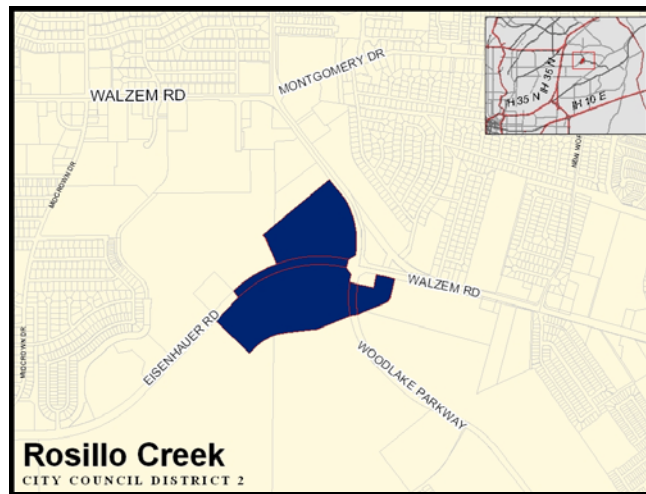 WALZEM RD
MONTGOMERY DR
IH 35 N
IH 35 N
IH 10 E
MIDCROWN DR
WALZEM RD
EISENHAUER RD
MIDCROWN DR
WOODLAKE PARKWAY
Rosillo Creek
CITY COUNCIL DISTRICT 2